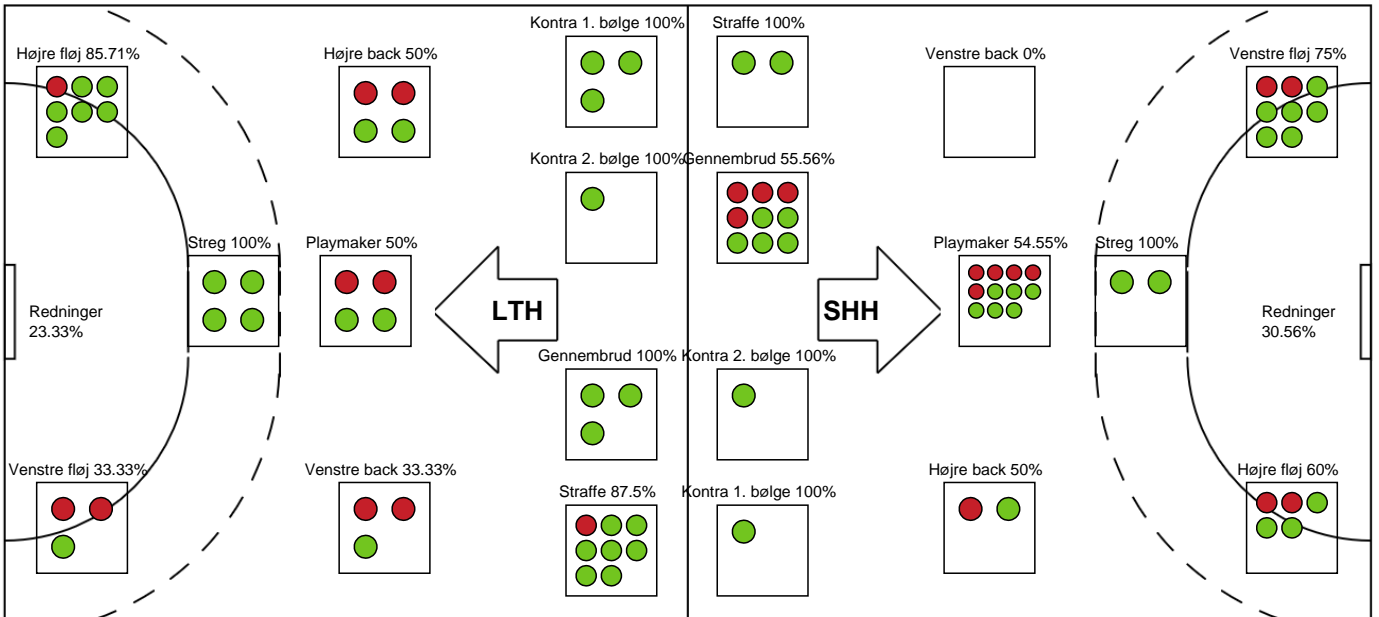 Kontra 1. bølge 100%
Straffe 100%
Højre fløj 85.71%
Højre back 50%
Venstre back 0%
Venstre fløj 75%
Kontra 2. bølge 100%
Gennembrud 55.56%
Streg 100%
Playmaker 50%
Playmaker 54.55%
Streg 100%
Redninger
23.33%
LTH
SHH
Redninger
30.56%
Gennembrud 100%
Kontra 2. bølge 100%
Venstre fløj 33.33%
Venstre back 33.33%
Højre back 50%
Højre fløj 60%
Straffe 87.5%
Kontra 1. bølge 100%